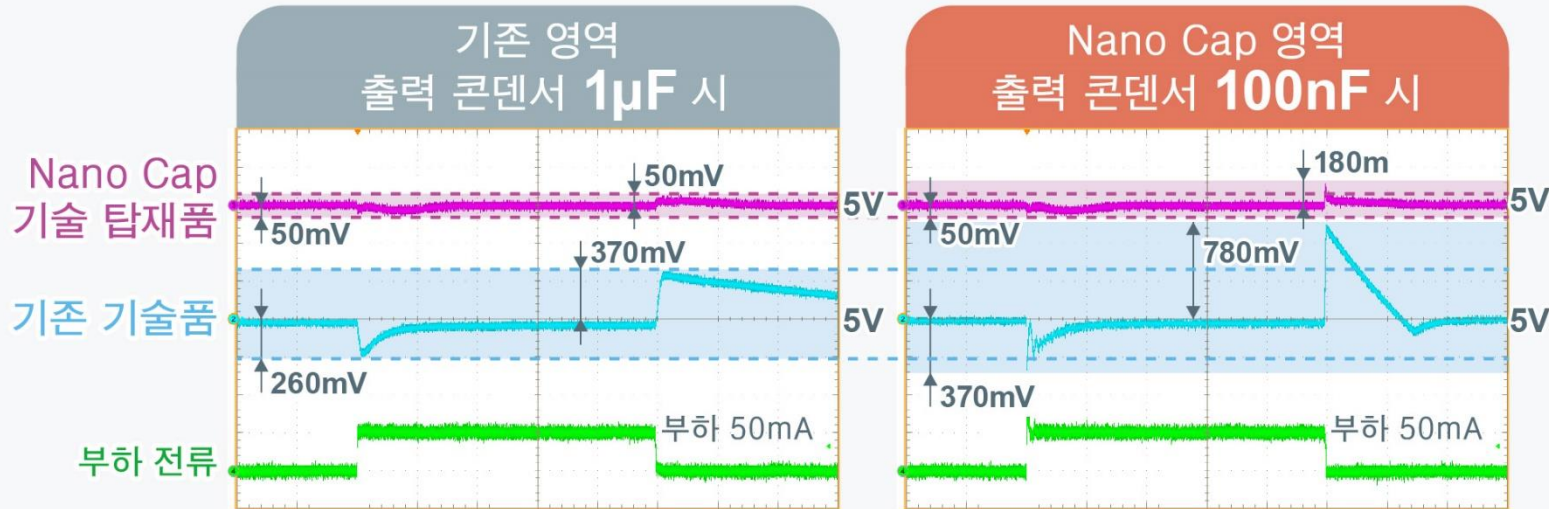 기존 영역
출력 콘덴서 1µF 시
Nano Cap 영역
출력 콘덴서 100nF 시
Nano Cap
기술 탑재품
50mV
50mV
5V
180m
50mV
5V
기존 기술품
370mV
260mV
5V
780mV
370mV
5V
부하 전류
부하 50mA
부하 50mA